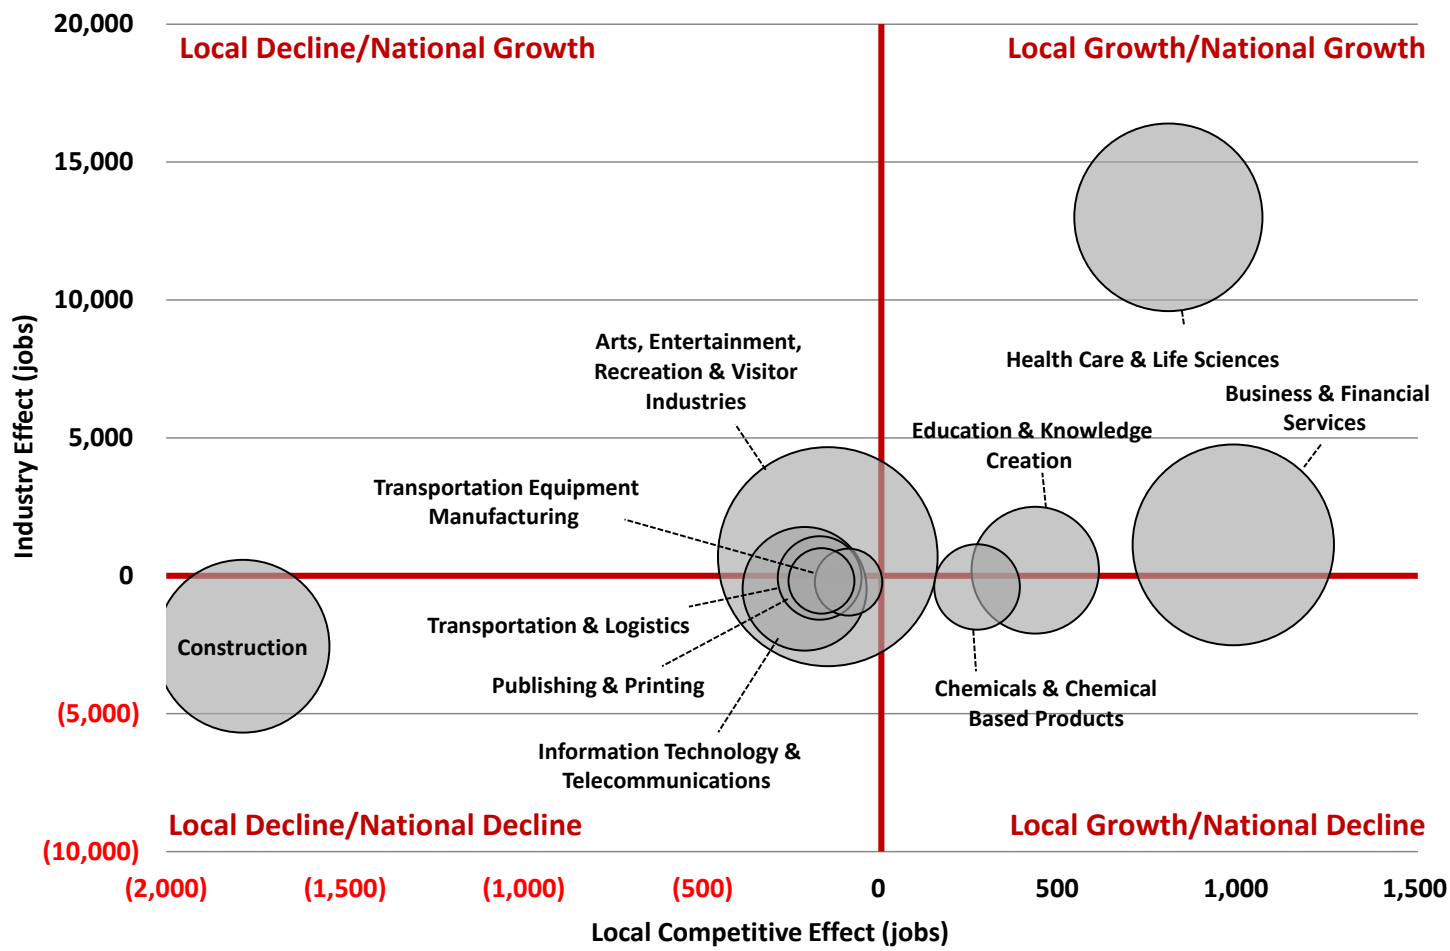 20,000
Local Decline/National Growth
Local Growth/National Growth
15,000
10,000
Arts, Entertainment,
Recreation & Visitor
Industries
Health Care & Life Sciences
Business & Financial
Services
5,000
Education & Knowledge
Creation
Transportation Equipment
Manufacturing
Industry Effect (jobs)
0
Transportation & Logistics
Construction
Publishing & Printing
Chemicals & Chemical
Based Products
(5,000)
Information Technology &
Telecommunications
Local Decline/National Decline
Local Growth/National Decline
(10,000)
(2,000)
(1,500)
(1,000)
(500)
0
500
1,000
1,500
Local Competitive Effect (jobs)